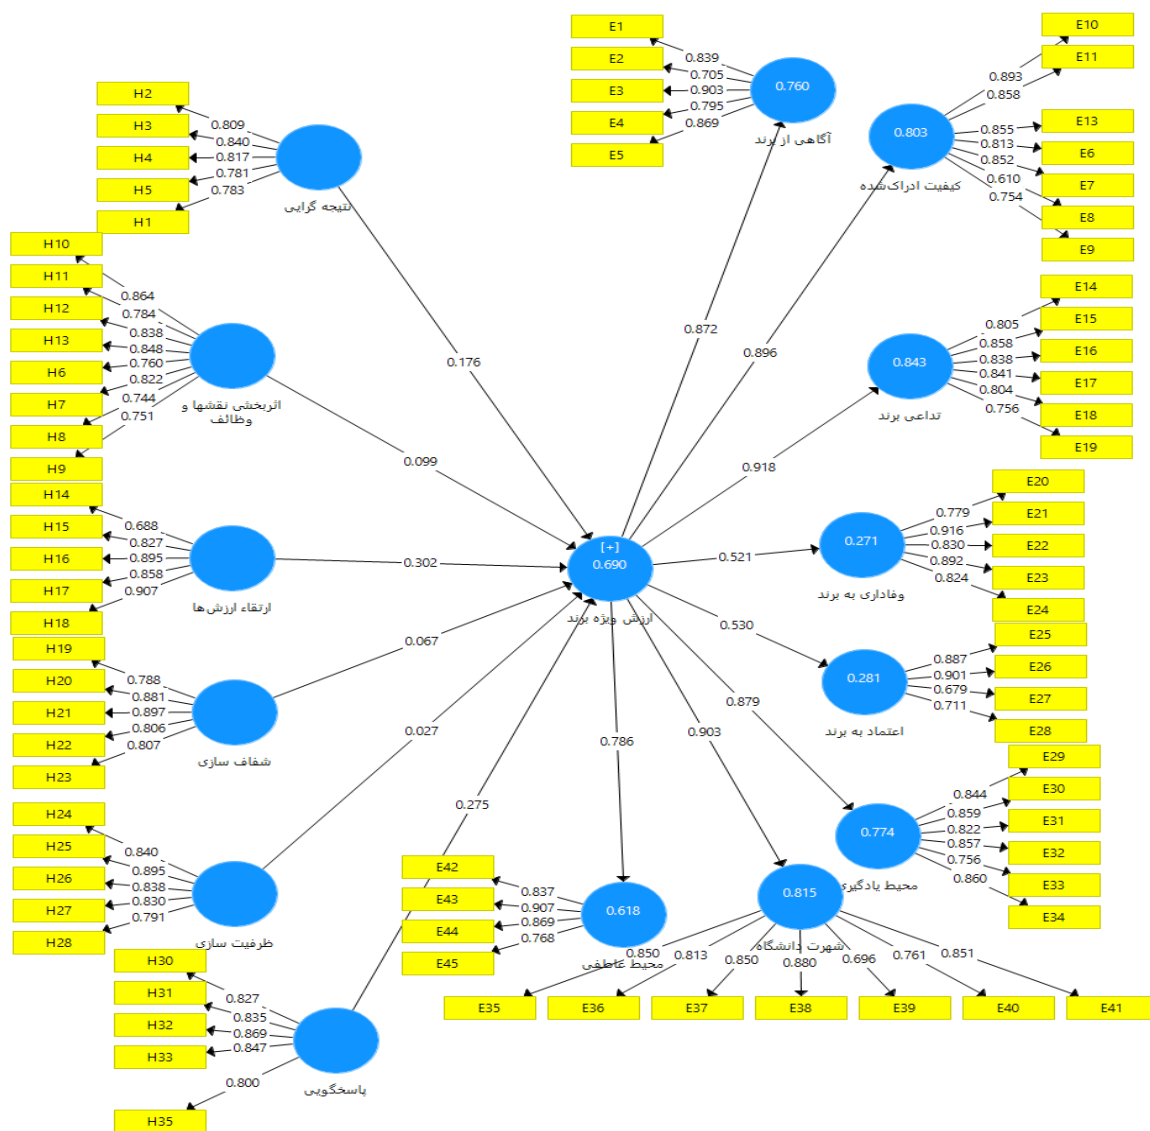 E1
E2
E3
E4
E5
0.839
0.705
0.903
0.795
0.869
0.760
آگاهی از برند
E10
E11
E13
E6
E7
E8
E9
0.893
0.858
0.855
0.813
0.852
0.610
0.754
0.803
کیفیت ادراک‌شده
H2
H3
H4
H5
H1
0.809
0.840
0.817
0.781
0.783
نتیجه گرایی
H10
H11
H12
H13
H6
H7
H8
H9
0.864
0.784
0.838
0.848
0.760
0.822
0.744
0.751
اثربخشی نقشها و
وظائف
E14
E15
E16
E17
E18
E19
0.805
0.858
0.838
0.841
0.804
0.756
0.843
تداعی برند
0.872
0.896
0.176
0.099
0.918
H14
H15
H16
H17
H18
0.688
0.827
0.895
0.858
0.907
ارتقاء ارزش‌ها
0.302
[+]
0.690
ارزش ویژه برند
0.521
E20
E21
E22
E23
E24
0.779
0.916
0.830
0.892
0.824
0.271
وفاداری به برند
0.530
E25
E26
E27
E28
0.887
0.901
0.679
0.711
0.281
اعتماد به برند
H19
H20
H21
H22
H23
0.788
0.881
0.897
0.806
0.807
شفاف سازی
0.067
0.027
0.275
0.786
0.903
0.879
E29
E30
E31
E32
E33
E34
0.844
0.859
0.822
0.857
0.756
0.860
0.774
محیط یادگیری
H24
H25
H26
H27
H28
0.840
0.895
0.838
0.830
0.791
ظرفیت سازی
E42
E43
E44
E45
0.837
0.907
0.869
0.768
0.618
محیط عاطفی
0.815
شهرت دانشگاه
0.850
0.813
0.850
0.880
0.696
0.761
0.851
E35
E36
E37
E38
E39
E40
E41
H30
H31
H32
H33
H35
0.827
0.835
0.869
0.847
0.800
پاسخگویی